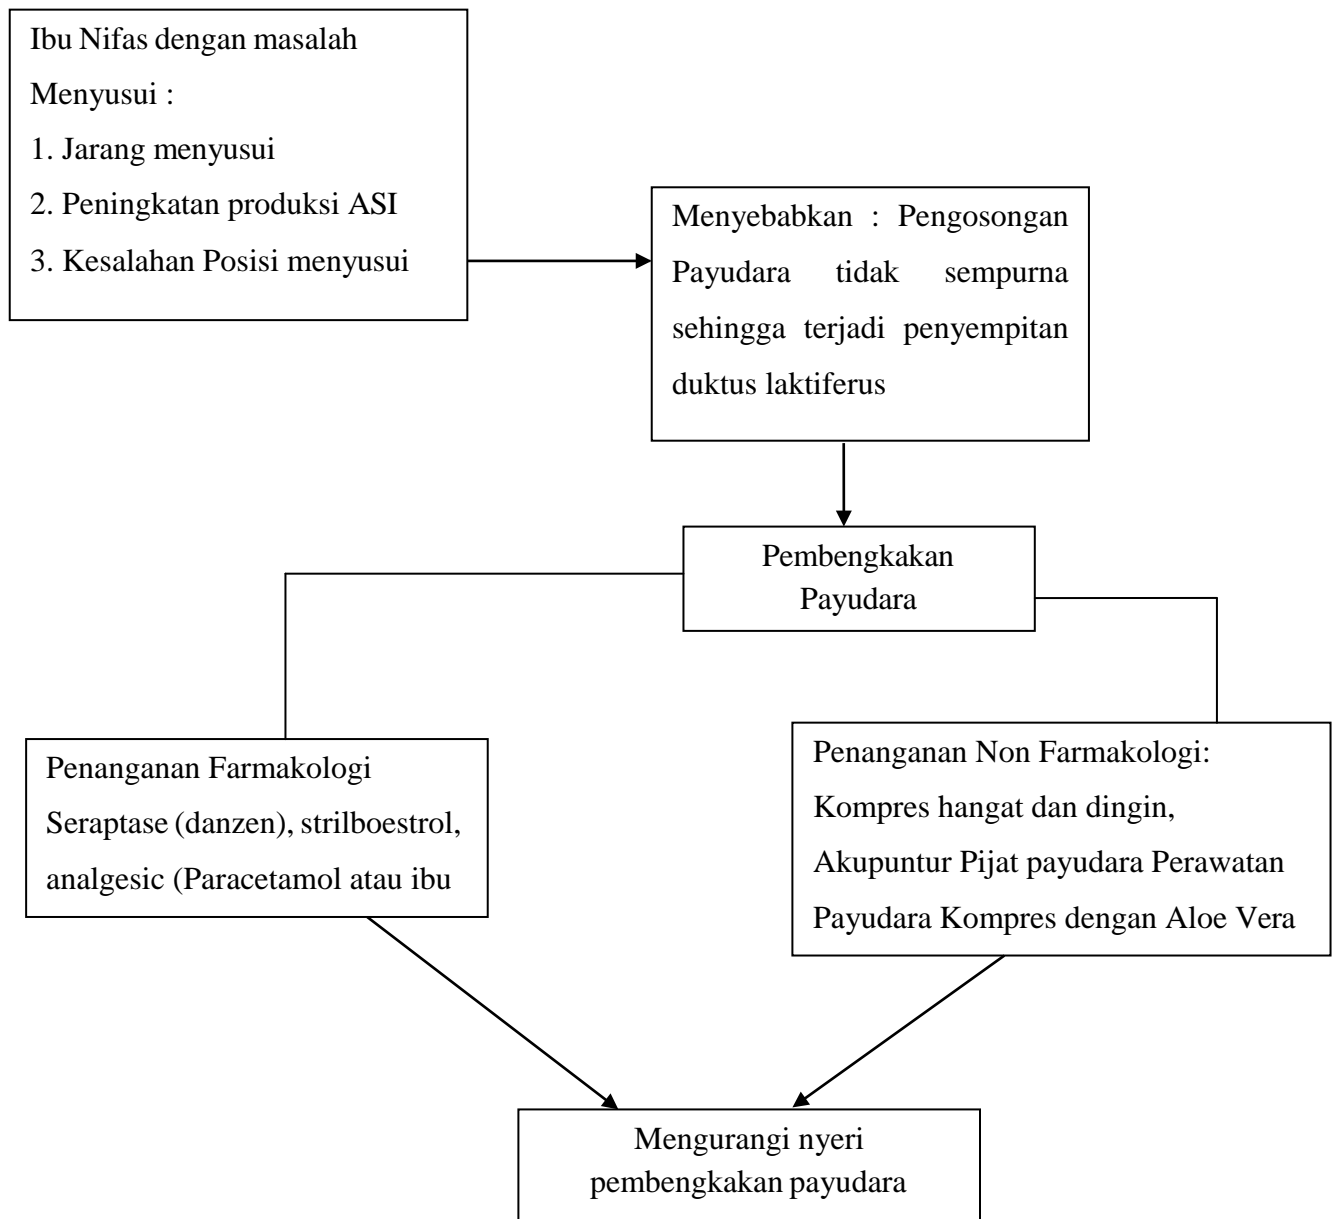 Ibu Nifas dengan masalah
Menyusui :
1. Jarang menyusui
2. Peningkatan produksi ASI
3. Kesalahan Posisi menyusui
Menyebabkan : Pengosongan
Payudara tidak sempurna
sehingga terjadi penyempitan
duktus laktiferus
Pembengkakan
Payudara
Penanganan Farmakologi
Seraptase (danzen), strilboestrol,
analgesic (Paracetamol atau ibu
Penanganan Non Farmakologi:
Kompres hangat dan dingin,
Akupuntur Pijat payudara Perawatan
Payudara Kompres dengan Aloe Vera
Mengurangi nyeri
pembengkakan payudara